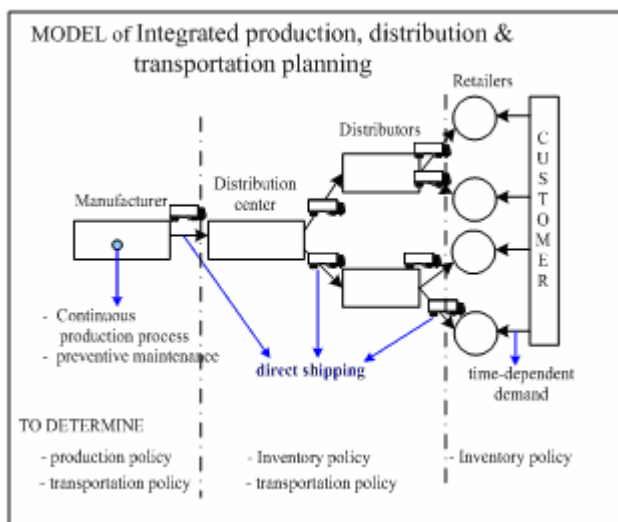 MODEL of Integrated production, distribution &
transportation planning
Retailers
Distributors
Distribution
center
Manufacturer
CUSTOMER
- Continuous
production process
- preventive maintenance
direct shipping
time-dependent
demand
TO DETERMINE
- production policy
- transportation policy
- Inventory policy
- transportation policy
- Inventory policy